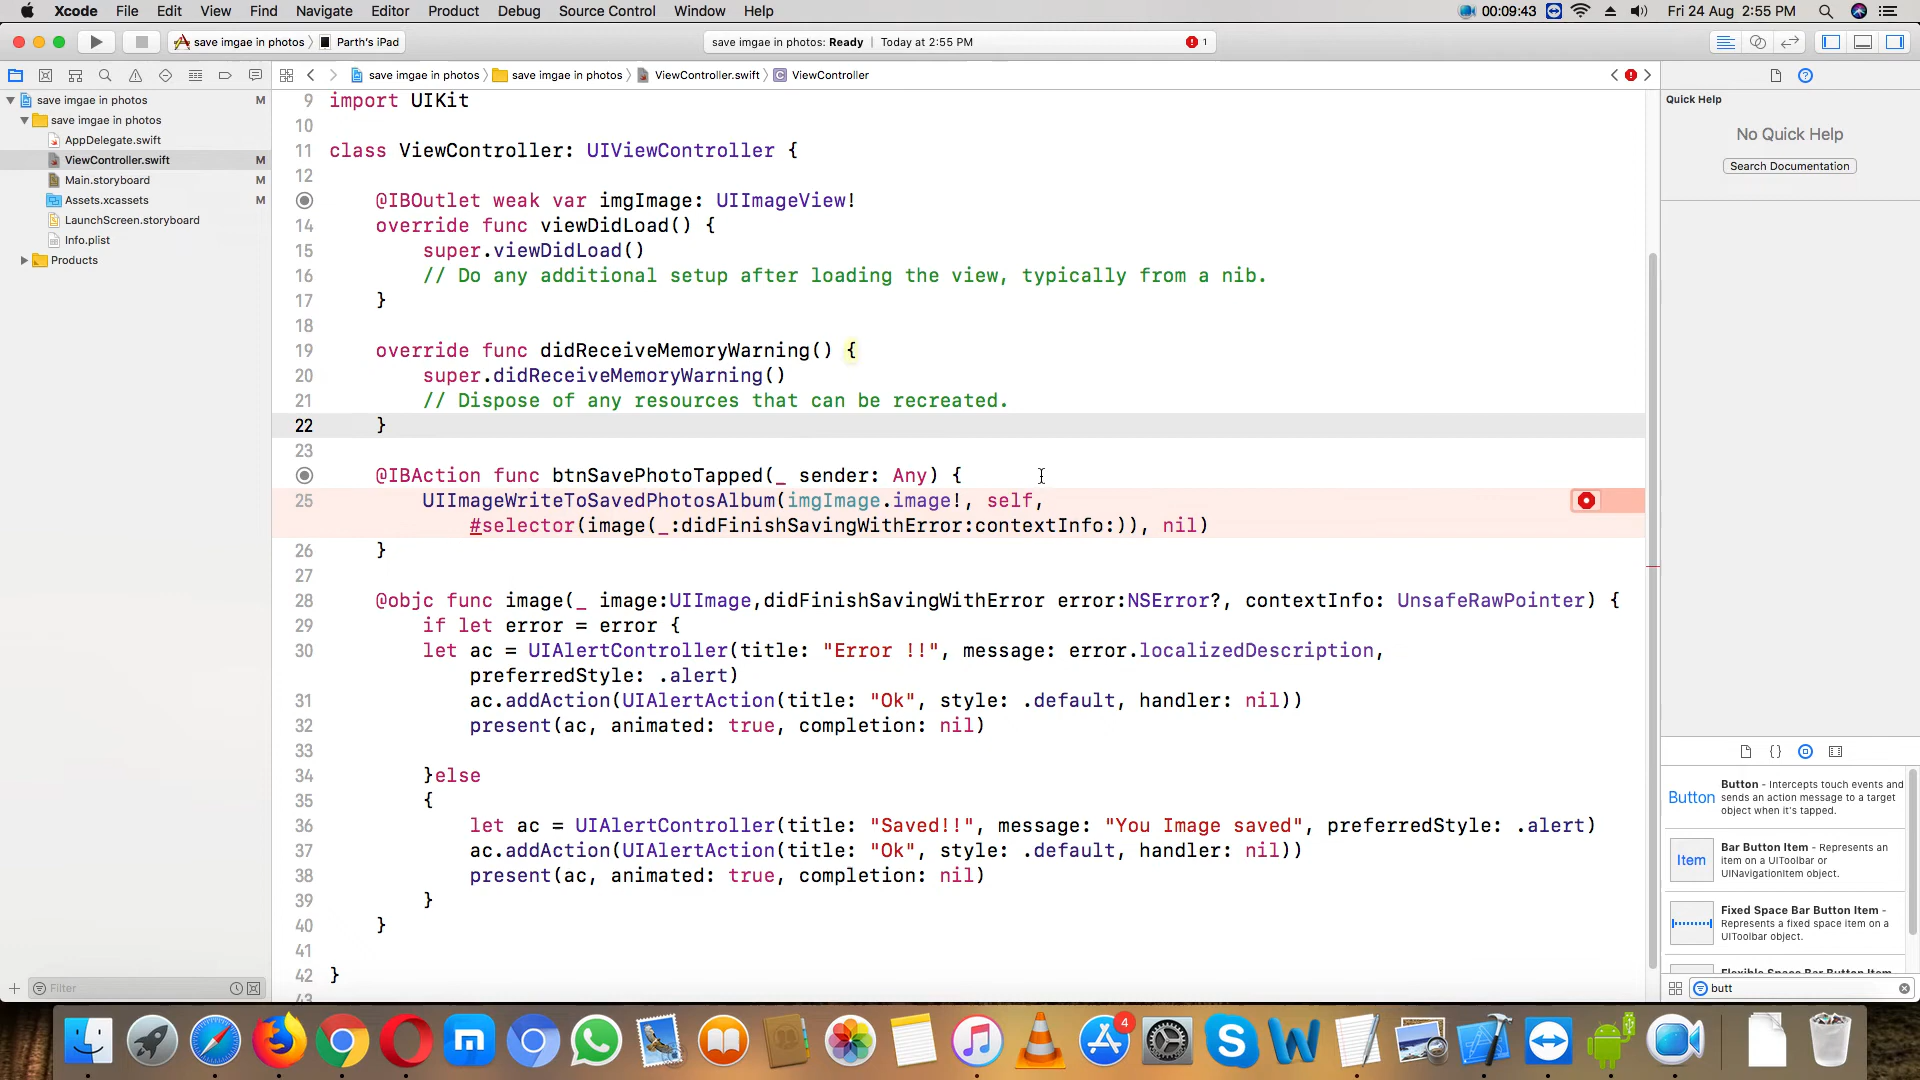 Xcode File Edit View Find Navigate Editor Product Debug Source Control Window Help 00:09:43 Fri 24 Aug 2:55 PM
save imgae in photos Parth's iPad save imgae in photos: Ready Today at 2:55 PM 1
save imgae in photos save imgae in photos ViewController.swift ViewController
save imgae in photos M
save imgae in photos
AppDelegate.swift
ViewController.swift M
Main.storyboard M
Assets.xcassets M
LaunchScreen.storyboard
Info.plist
Products
Filter
9 import UIKit
10
11 class ViewController: UIViewController {
12
@IBOutlet weak var imgImage: UIImageView!
14 override func viewDidLoad() {
15 super.viewDidLoad()
16 // Do any additional setup after loading the view, typically from a nib.
17 }
18
19 override func didReceiveMemoryWarning() {
20 super.didReceiveMemoryWarning()
21 // Dispose of any resources that can be recreated.
22 }
23
@IBAction func btnSavePhotoTapped(_ sender: Any) {
25 UIImageWriteToSavedPhotosAlbum(imgImage.image!, self,
#selector(image(_:didFinishSavingWithError:contextInfo:)), nil)
26 }
27
28 @objc func image(_ image:UIImage,didFinishSavingWithError error:NSError?, contextInfo: UnsafeRawPointer) {
29 if let error = error {
30 let ac = UIAlertController(title: "Error !!", message: error.localizedDescription,
preferredStyle: .alert)
31 ac.addAction(UIAlertAction(title: "Ok", style: .default, handler: nil))
32 present(ac, animated: true, completion: nil)
33
34 }else
35 {
36 let ac = UIAlertController(title: "Saved!!", message: "You Image saved", preferredStyle: .alert)
37 ac.addAction(UIAlertAction(title: "Ok", style: .default, handler: nil))
38 present(ac, animated: true, completion: nil)
39 }
40 }
41
42 }
43
Quick Help
No Quick Help
Search Documentation
Button
Button - Intercepts touch events and
sends an action message to a target
object when it's tapped.
Item
Bar Button Item - Represents an
item on a UIToolbar or
UINavigationItem object.
Fixed Space Bar Button Item -
Represents a fixed space item on a
UIToolbar object.
Flexible Space Bar Button Item
butt
4